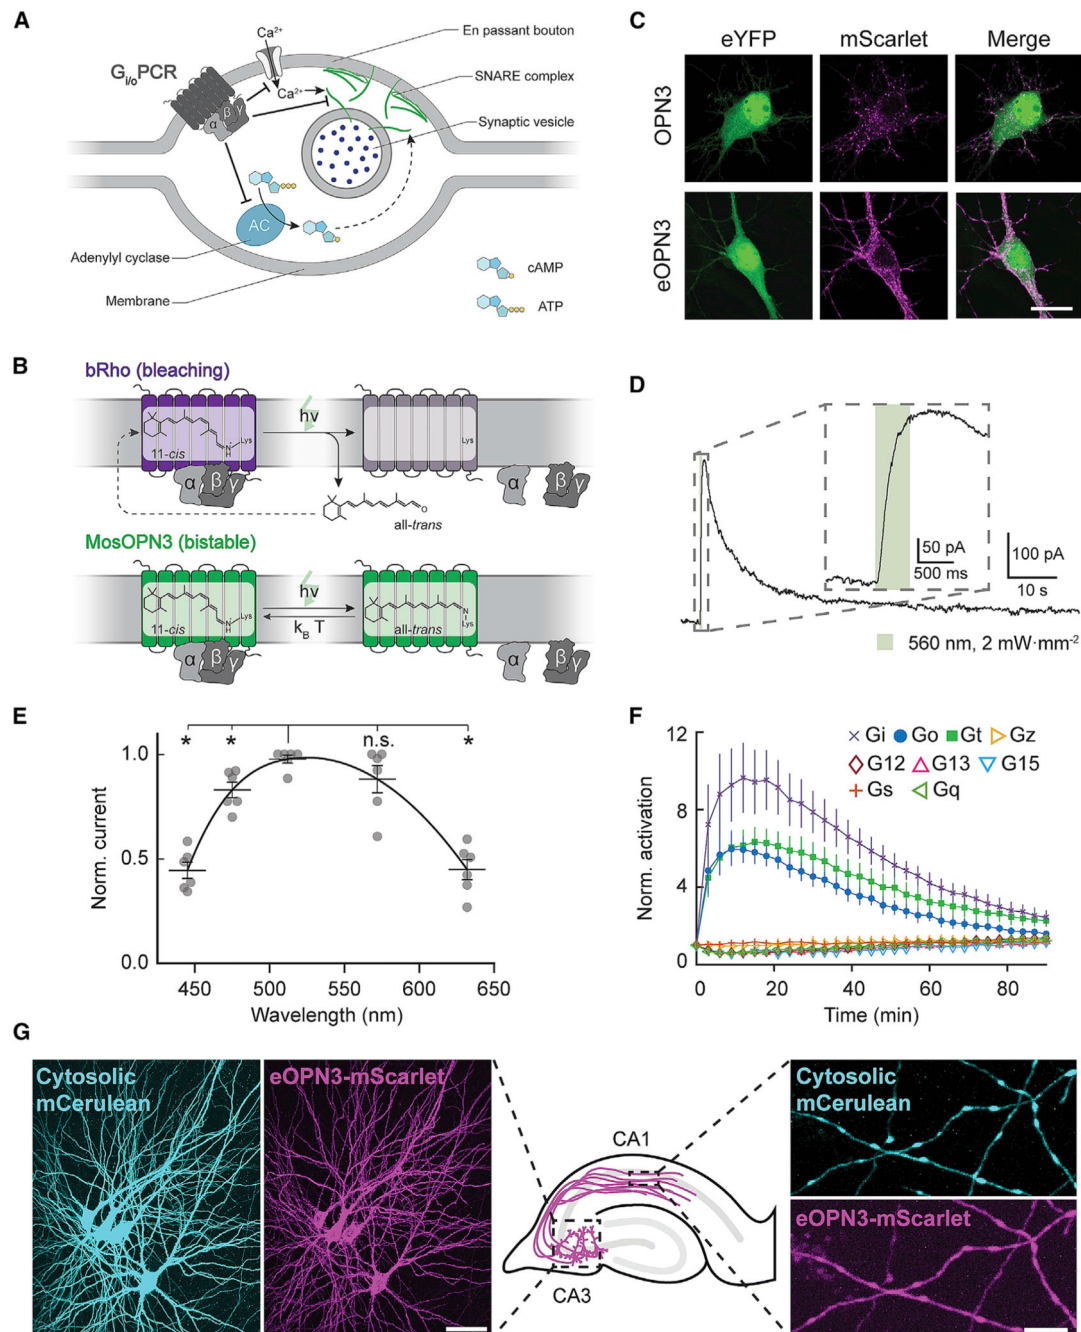 A
Ca²⁺
G i/o PCR
Ca²⁺
α
β
γ
AC
En passant bouton
SNARE complex
Synaptic vesicle
Adenylyl cyclase
Membrane
cAMP
ATP
B
bRho (bleaching)
11-cis
N
H
Lys
hν
Lys
α
β
γ
all-trans
O
α
β
γ
MosOPN3 (bistable)
11-cis
N
H
Lys
hν
k_B T
all-trans
N
Lys
α
β
γ
α
β
γ
C
eYFP mScarlet Merge
OPN3
eOPN3
D
50 pA
500 ms
100 pA
10 s
560 nm, 2 mW·mm⁻²
E
* * n.s. *
1.0
0.5
0.0
Norm. current
450 500 550 600 650
Wavelength (nm)
F
Gi Go Gt Gz
G12 G13 G15
Gs Gq
12
8
4
0
Norm. activation
0 20 40 60 80
Time (min)
G
Cytosolic
mCerulean
eOPN3-mScarlet
CA1
CA3
Cytosolic
mCerulean
eOPN3-mScarlet